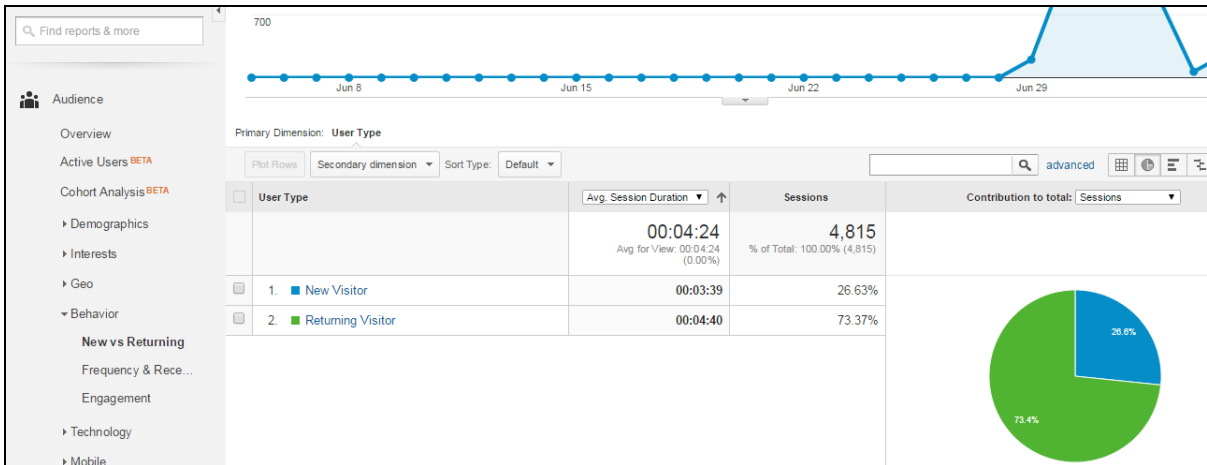 Find reports & more
Audience
Overview
Active Users BETA
Cohort Analysis BETA
Demographics
Interests
Geo
Behavior
New vs Returning
Frequency & Rece...
Engagement
Technology
Mobile
700
Jun 8 Jun 15 Jun 22 Jun 29
Primary Dimension: User Type
Plot Rows Secondary dimension Sort Type: Default advanced
User Type Avg. Session Duration Sessions Contribution to total: Sessions
00:04:24 4,815
Avg for View: 00:04:24 % of Total: 100.00% (4,815)
(0.00%)
1. New Visitor 00:03:39 26.63%
2. Returning Visitor 00:04:40 73.37%
26.6%
73.4%